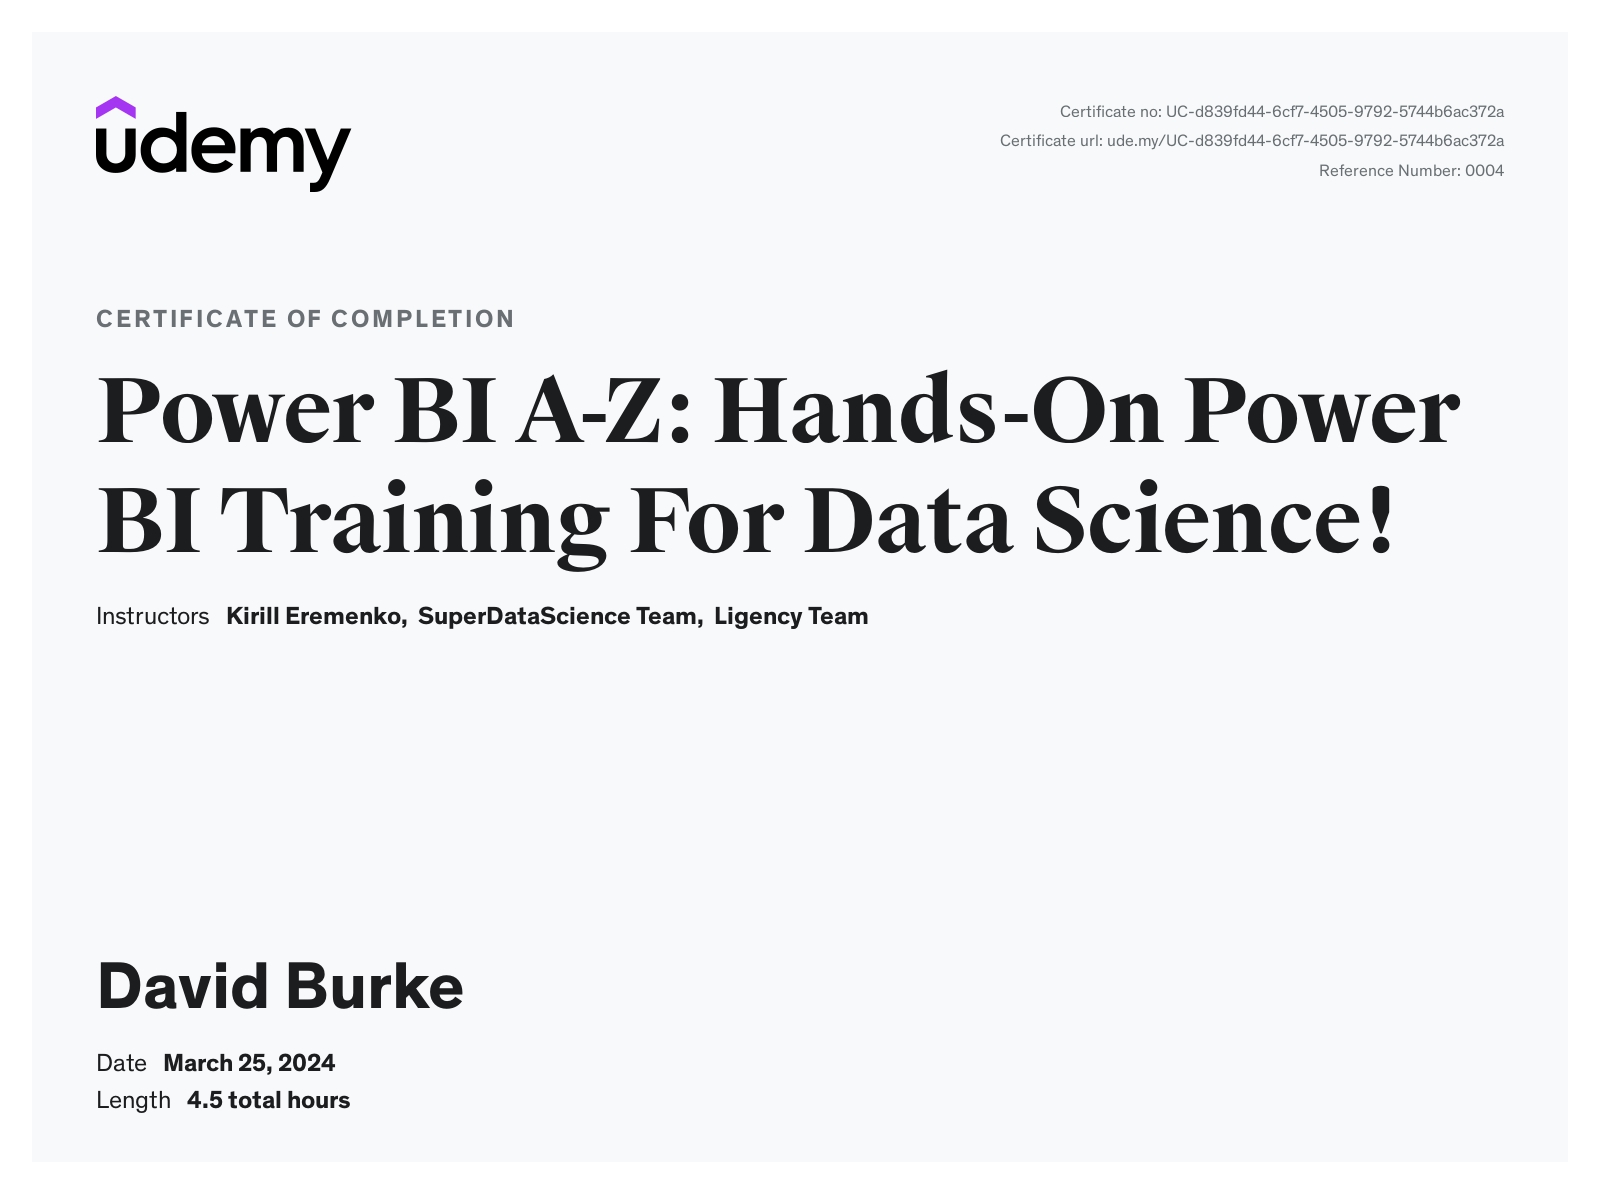 udemy
Certificate no: UC-d839fd44-6cf7-4505-9792-5744b6ac372a
Certificate url: ude.my/UC-d839fd44-6cf7-4505-9792-5744b6ac372a
Reference Number: 0004
CERTIFICATE OF COMPLETION
Power BI A-Z: Hands-On Power
BI Training For Data Science!
Instructors Kirill Eremenko, SuperDataScience Team, Ligency Team
David Burke
Date March 25, 2024
Length 4.5 total hours